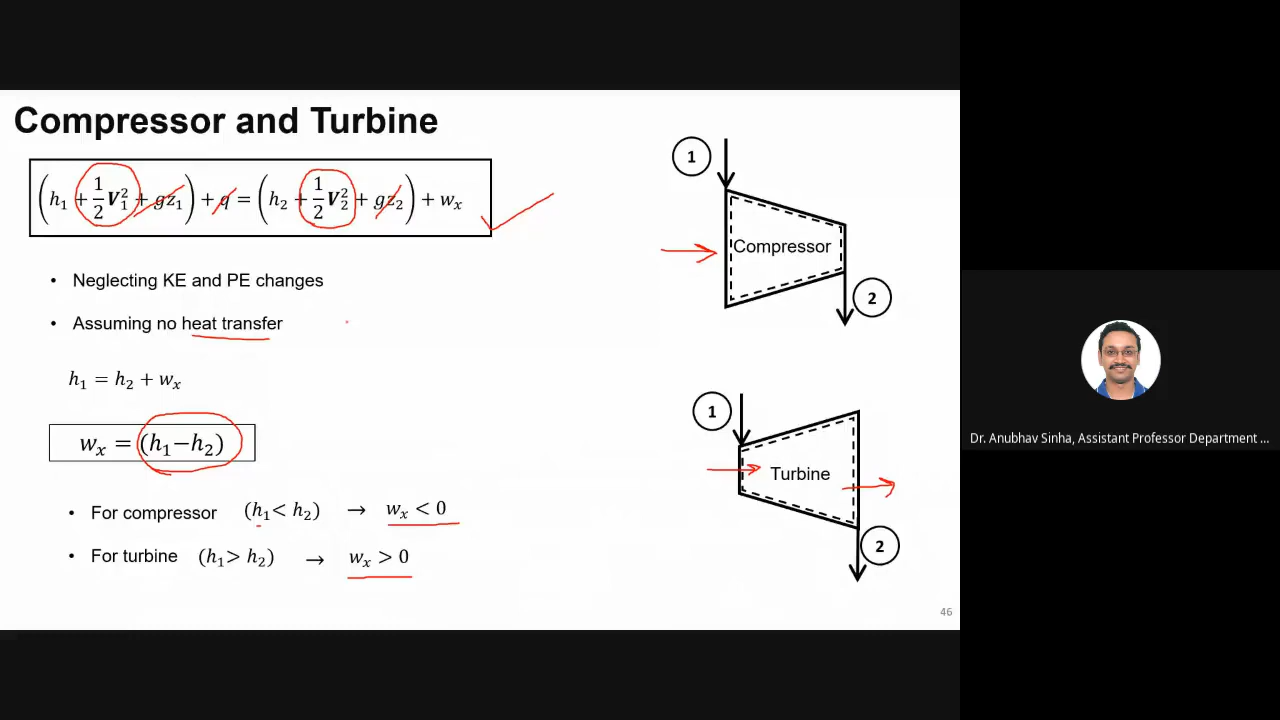 Compressor and Turbine
(h₁ + 1/2 V₁² + gz₁) + q = (h₂ + 1/2 V₂² + gz₂) + wₓ
• Neglecting KE and PE changes
• Assuming no heat transfer
h₁ = h₂ + wₓ
wₓ = (h₁−h₂)
• For compressor (h₁< h₂) → wₓ < 0
• For turbine (h₁> h₂) → wₓ > 0
1
Compressor
2
1
Turbine
2
46
Dr. Anubhav Sinha, Assistant Professor Department ...